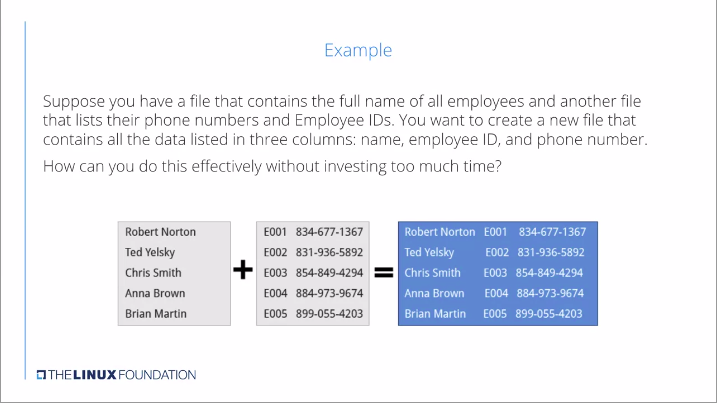 Example
Suppose you have a file that contains the full name of all employees and another file
that lists their phone numbers and Employee IDs. You want to create a new file that
contains all the data listed in three columns: name, employee ID, and phone number.
How can you do this effectively without investing too much time?
Robert Norton
Ted Yelsky
Chris Smith
Anna Brown
Brian Martin
+
E001 834-677-1367
E002 831-936-5892
E003 854-849-4294
E004 884-973-9674
E005 899-055-4203
=
Robert Norton E001 834-677-1367
Ted Yelsky E002 831-936-5892
Chris Smith E003 854-849-4294
Anna Brown E004 884-973-9674
Brian Martin E005 899-055-4203
THE LINUX FOUNDATION